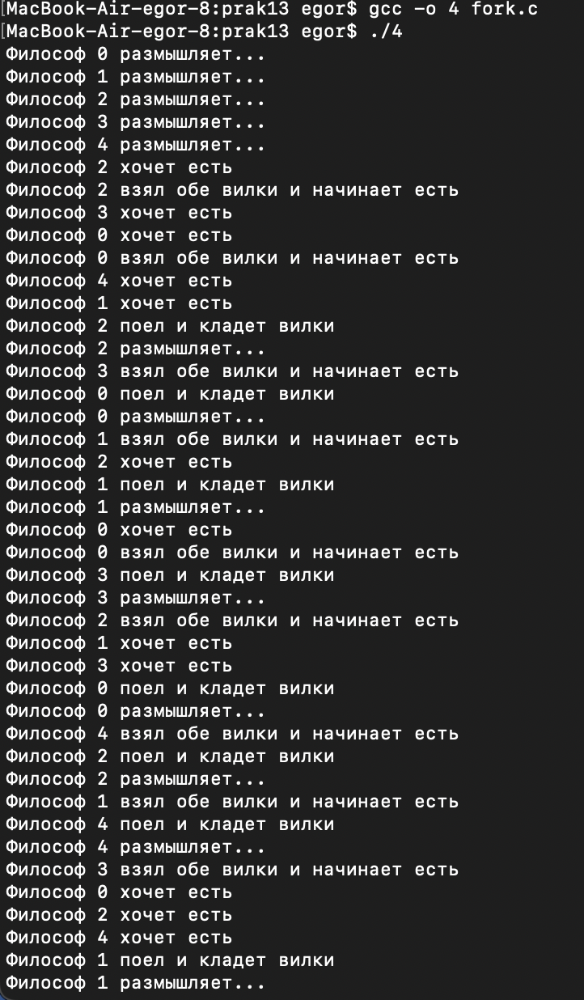 [MacBook-Air-egor-8:prak13 egor$ gcc -o 4 fork.c
[MacBook-Air-egor-8:prak13 egor$ ./4
Философ 0 размышляет...
Философ 1 размышляет...
Философ 2 размышляет...
Философ 3 размышляет...
Философ 4 размышляет...
Философ 2 хочет есть
Философ 2 взял обе вилки и начинает есть
Философ 3 хочет есть
Философ 0 хочет есть
Философ 0 взял обе вилки и начинает есть
Философ 4 хочет есть
Философ 1 хочет есть
Философ 2 поел и кладет вилки
Философ 2 размышляет...
Философ 3 взял обе вилки и начинает есть
Философ 0 поел и кладет вилки
Философ 0 размышляет...
Философ 1 взял обе вилки и начинает есть
Философ 2 хочет есть
Философ 1 поел и кладет вилки
Философ 1 размышляет...
Философ 0 хочет есть
Философ 0 взял обе вилки и начинает есть
Философ 3 поел и кладет вилки
Философ 3 размышляет...
Философ 2 взял обе вилки и начинает есть
Философ 1 хочет есть
Философ 3 хочет есть
Философ 0 поел и кладет вилки
Философ 0 размышляет...
Философ 4 взял обе вилки и начинает есть
Философ 2 поел и кладет вилки
Философ 2 размышляет...
Философ 1 взял обе вилки и начинает есть
Философ 4 поел и кладет вилки
Философ 4 размышляет...
Философ 3 взял обе вилки и начинает есть
Философ 0 хочет есть
Философ 2 хочет есть
Философ 4 хочет есть
Философ 1 поел и кладет вилки
Философ 1 размышляет...